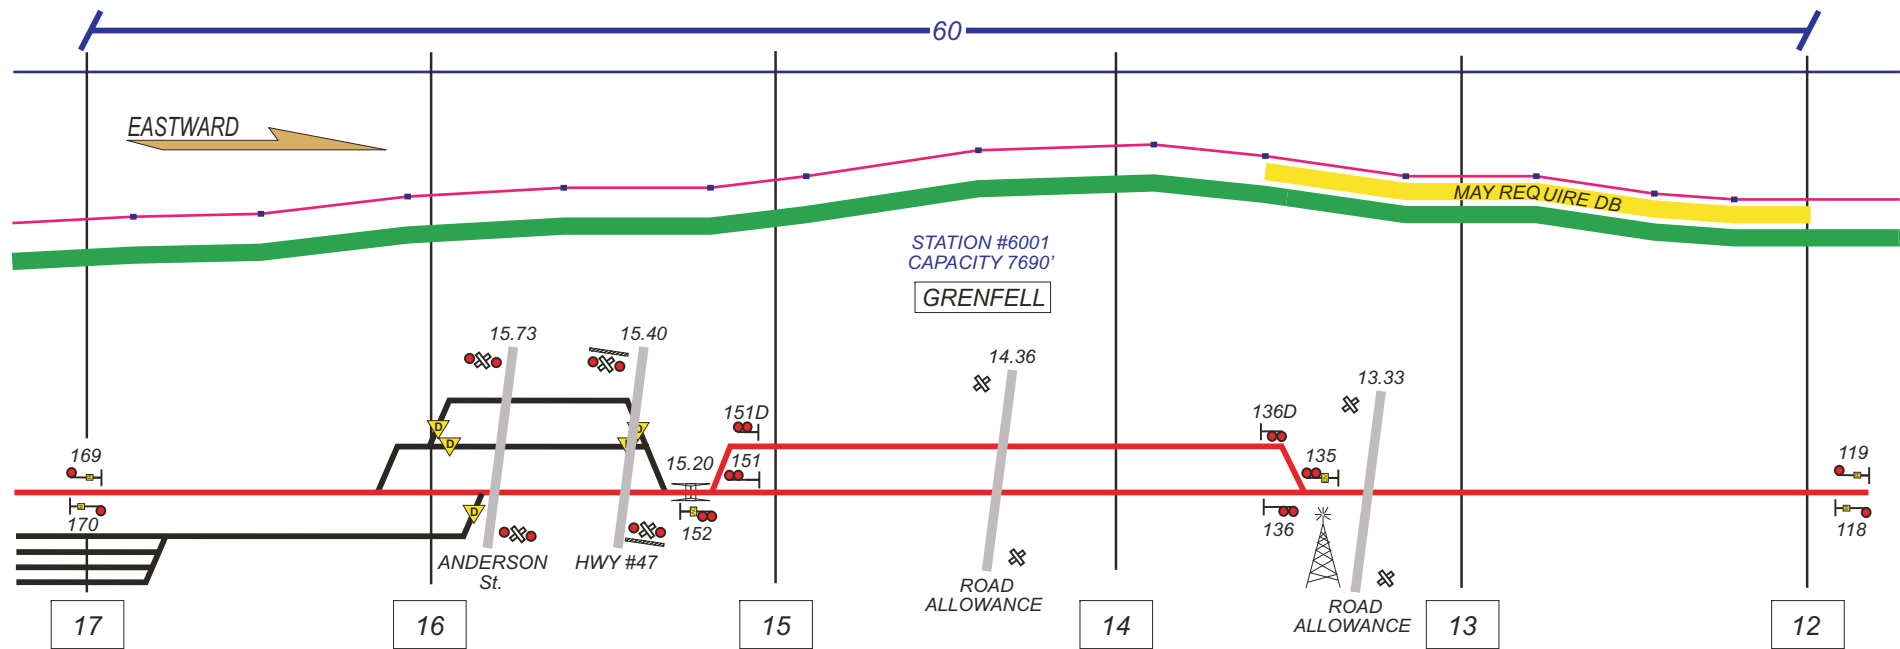 60
EASTWARD
MAY REQUIRE DB
STATION #6001
CAPACITY 7690'
GRENFELL
15.73
15.40
14.36
13.33
151D
136D
D
D
D
169
15.20
151
135
119
D
170
152
136
118
ANDERSON
St.
HWY #47
ROAD
ALLOWANCE
ROAD
ALLOWANCE
17
16
15
14
13
12